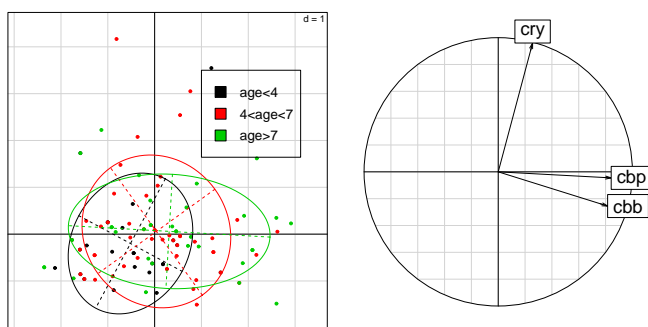 d = 1
age<4
4<age<7
age>7
cry
cbp
cbb